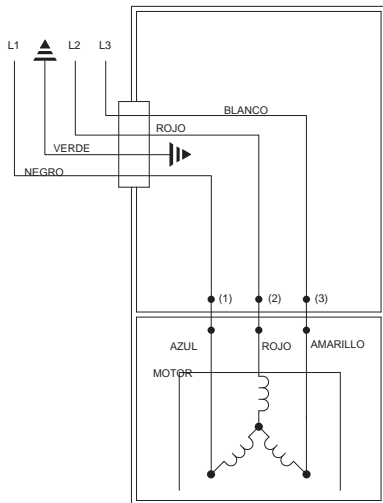 L1 L2 L3
BLANCO
ROJO
VERDE
NEGRO
(1) (2) (3)
AZUL ROJO AMARILLO
MOTOR